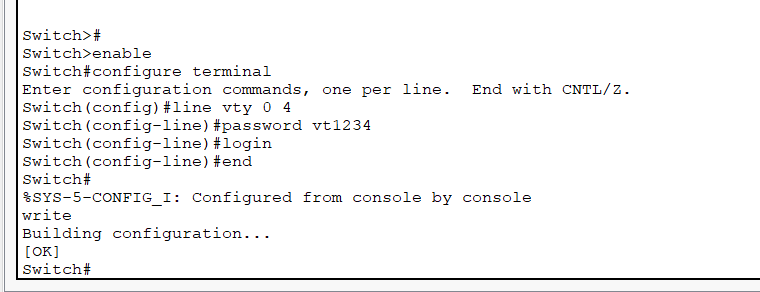 Switch>#
Switch>enable
Switch#configure terminal
Enter configuration commands, one per line.  End with CNTL/Z.
Switch(config)#line vty 0 4
Switch(config-line)#password vt1234
Switch(config-line)#login
Switch(config-line)#end
Switch#
%SYS-5-CONFIG_I: Configured from console by console
write
Building configuration...
[OK]
Switch#